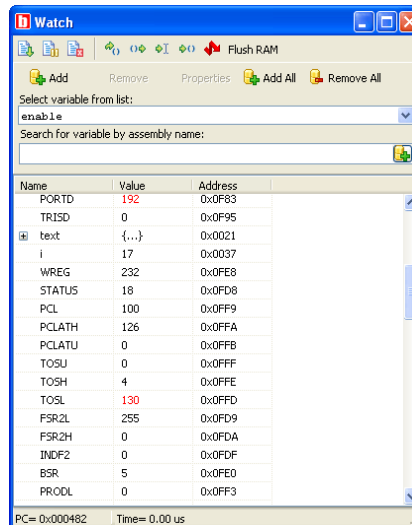 Watch
Flush RAM
Add Remove Properties Add All Remove All
Select variable from list:
enable
Search for variable by assembly name:
Name Value Address
PORTD 192 0x0F83
TRISD 0 0x0F95
text {...} 0x0021
i 17 0x0037
WREG 232 0x0FE8
STATUS 18 0x0FD8
PCL 100 0x0FF9
PCLATH 126 0x0FFA
PCLATU 0 0x0FFB
TOSU 0 0x0FFF
TOSH 4 0x0FFE
TOSL 130 0x0FFD
FSR2L 255 0x0FD9
FSR2H 0 0x0FDA
INDF2 0 0x0FDF
BSR 5 0x0FE0
PRODL 0 0x0FF3
PC= 0x000482 Time= 0.00 us